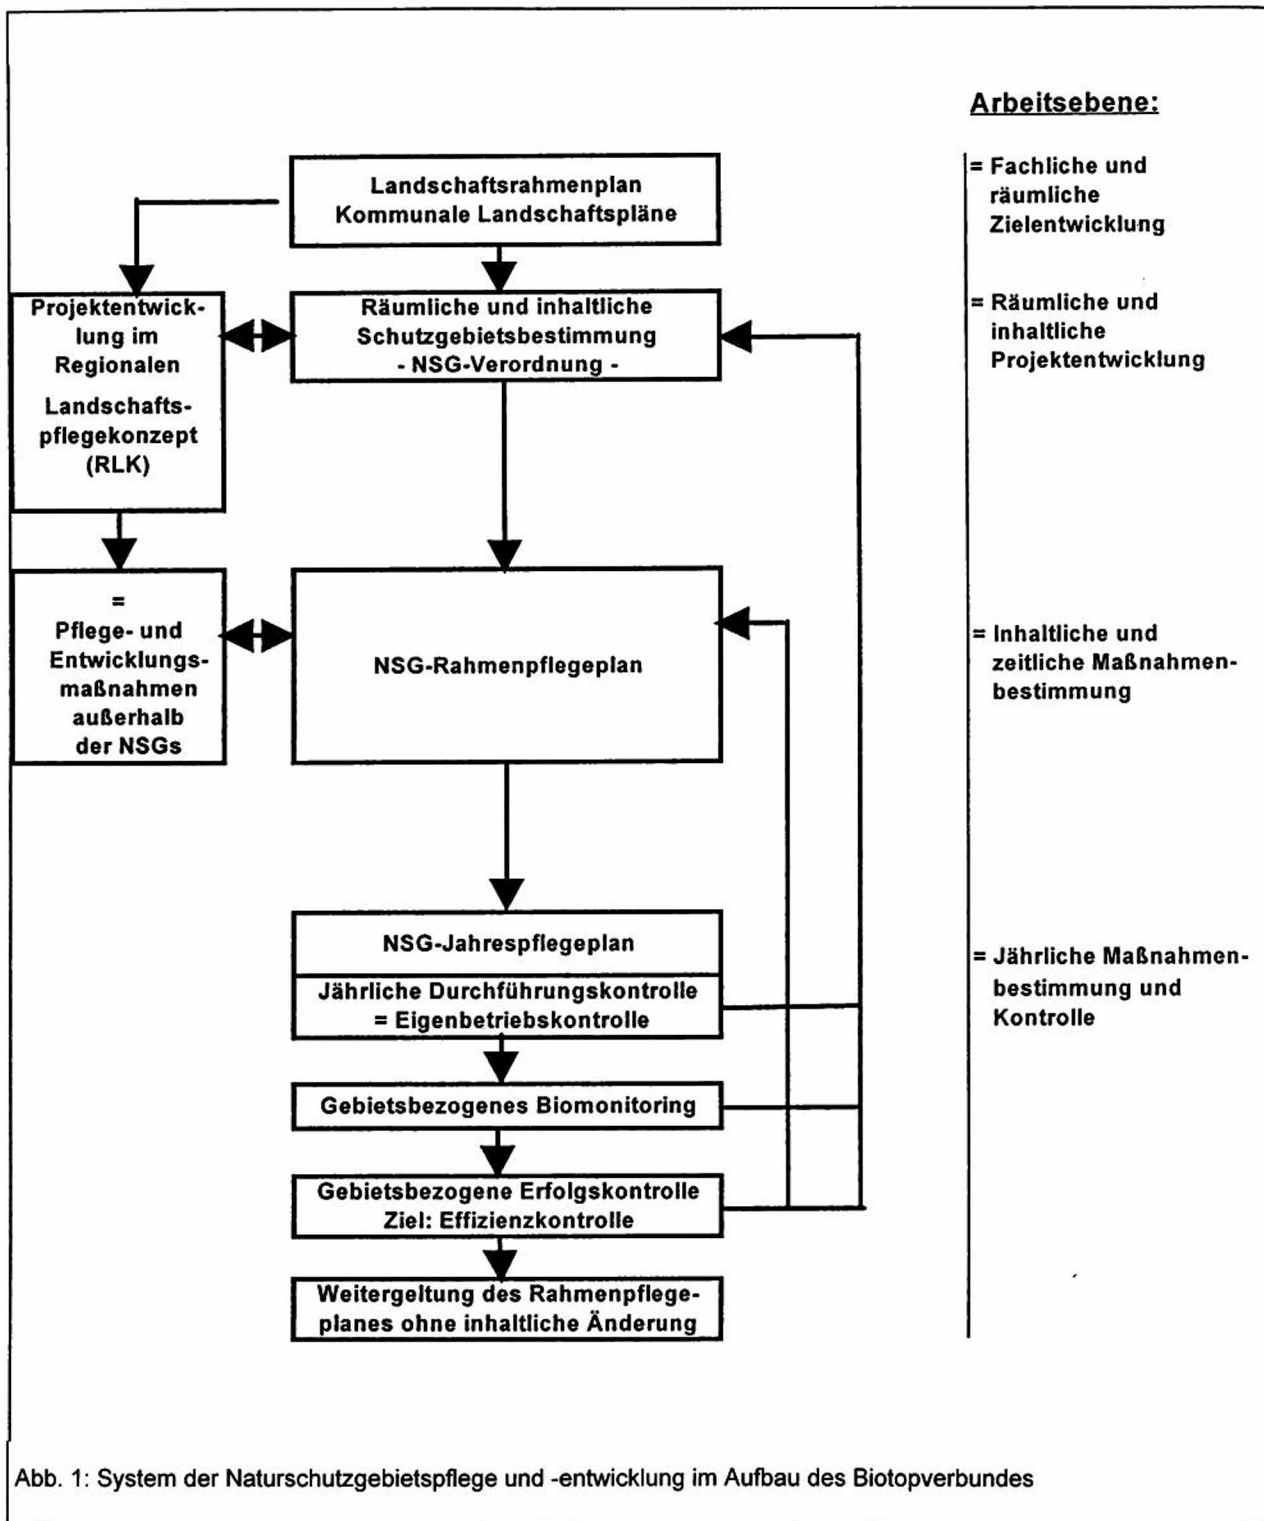 Arbeitsebene:
Landschaftsrahmenplan
Kommunale Landschaftspläne
= Fachliche und
räumliche
Zielentwicklung
Projektentwick-
lung im
Regionalen
Landschafts-
pflegekonzept
(RLK)
Räumliche und inhaltliche
Schutzgebietsbestimmung
- NSG-Verordnung -
= Räumliche und
inhaltliche
Projektentwicklung
=
Pflege- und
Entwicklungs-
maßnahmen
außerhalb
der NSGs
NSG-Rahmenpflegeplan
= Inhaltliche und
zeitliche Maßnahmen-
bestimmung
NSG-Jahrespflegeplan
Jährliche Durchführungskontrolle
= Eigenbetriebskontrolle
= Jährliche Maßnahmen-
bestimmung und
Kontrolle
Gebietsbezogenes Biomonitoring
Gebietsbezogene Erfolgskontrolle
Ziel: Effizienzkontrolle
Weitergeltung des Rahmenpflege-
planes ohne inhaltliche Änderung
Abb. 1: System der Naturschutzgebietspflege und -entwicklung im Aufbau des Biotopverbundes